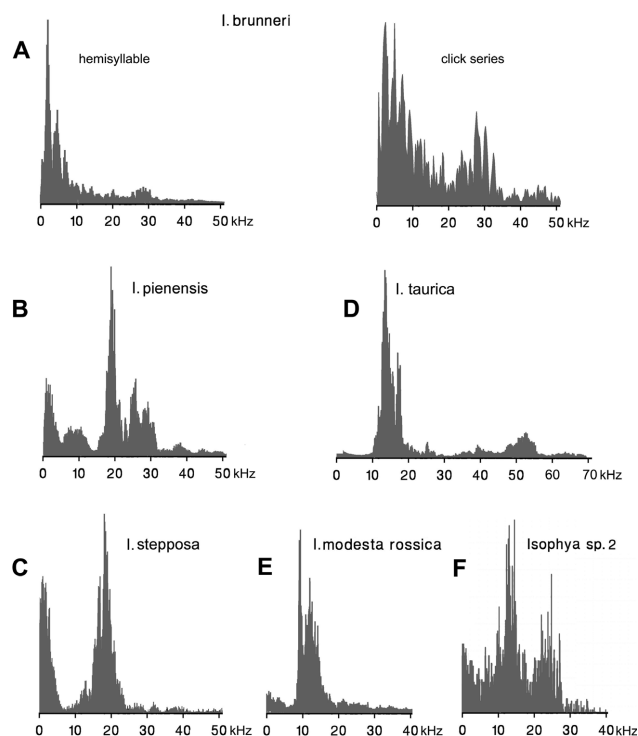 I. brunneri
A
hemisyllable
click series
0 10 20 30 40 50 kHz
0 10 20 30 40 50 kHz
B
I. pienensis
D
I. taurica
0 10 20 30 40 50 kHz
0 10 20 30 40 50 60 70 kHz
C
I. stepposa
E
I. modesta rossica
F
Isophya sp. 2
0 10 20 30 40 50 kHz
0 10 20 30 40 kHz
0 10 20 30 40 kHz